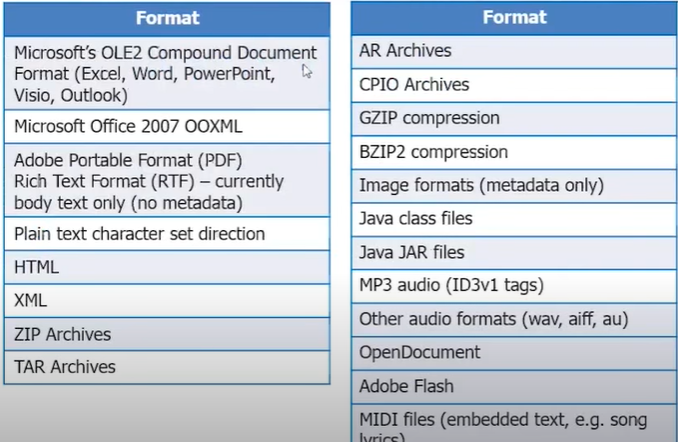 Format
Microsoft's OLE2 Compound Document
Format (Excel, Word, PowerPoint,
Visio, Outlook)
Microsoft Office 2007 OOXML
Adobe Portable Format (PDF)
Rich Text Format (RTF) – currently
body text only (no metadata)
Plain text character set direction
HTML
XML
ZIP Archives
TAR Archives
Format
AR Archives
CPIO Archives
GZIP compression
BZIP2 compression
Image formats (metadata only)
Java class files
Java JAR files
MP3 audio (ID3v1 tags)
Other audio formats (wav, aiff, au)
OpenDocument
Adobe Flash
MIDI files (embedded text, e.g. song
lyrics)